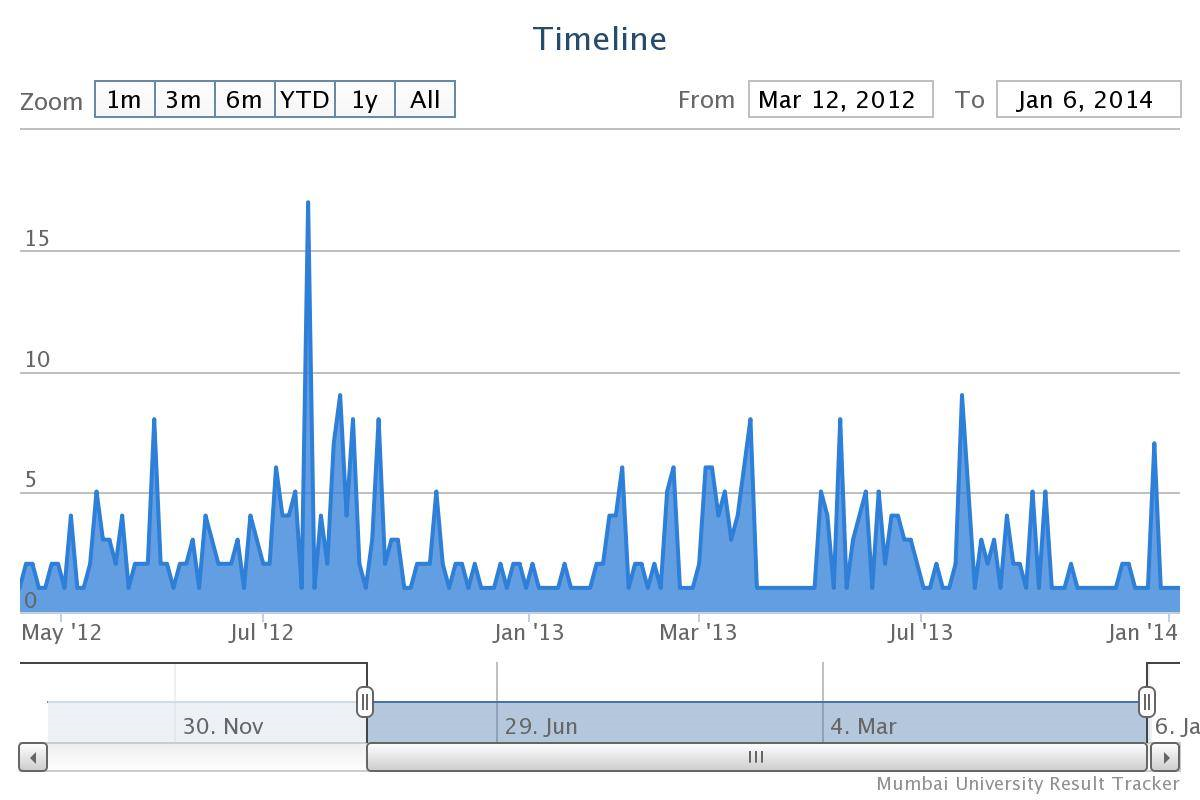 Timeline
Zoom 1m 3m 6m YTD 1y All From Mar 12, 2012 To Jan 6, 2014
15
10
5
0
May '12 Jul '12 Jan '13 Mar '13 Jul '13 Jan '14
30. Nov 29. Jun 4. Mar 6. Ja
Mumbai University Result Tracker